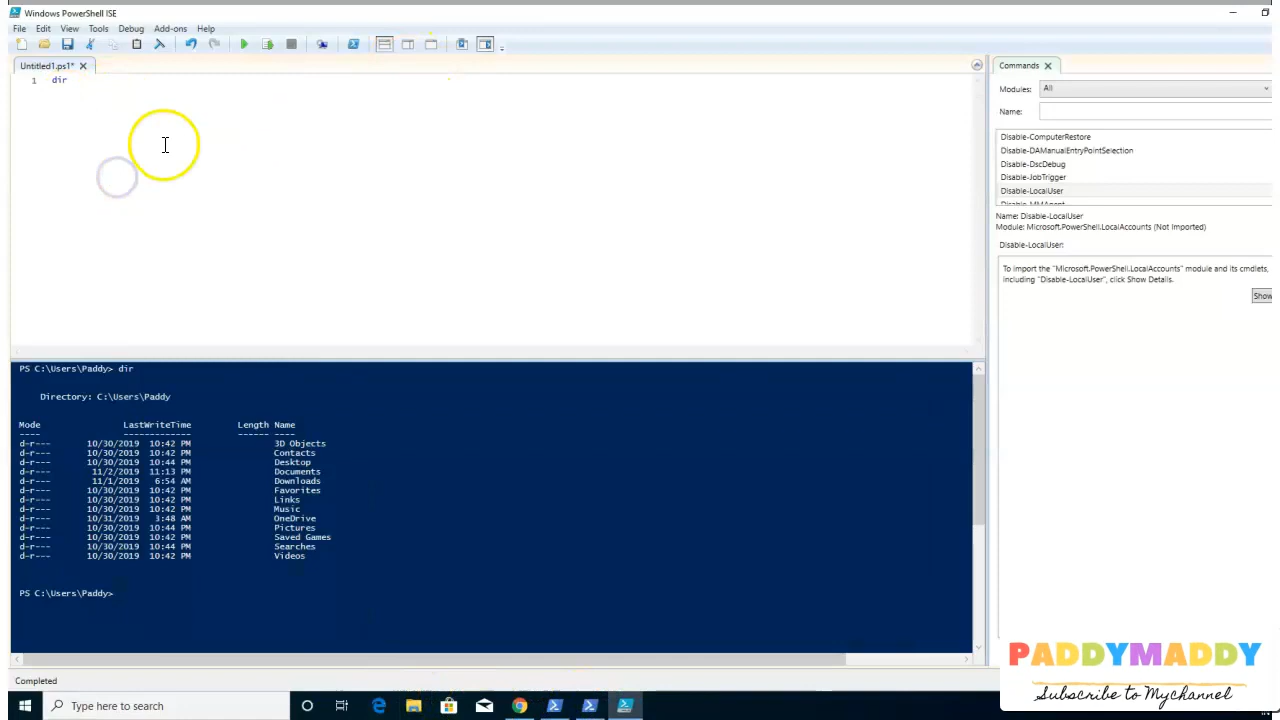 Windows PowerShell ISE
File Edit View Tools Debug Add-ons Help
Untitled1.ps1*
1 dir
Commands
Modules: All
Name:
Disable-ComputerRestore
Disable-DAManualEntryPointSelection
Disable-DscDebug
Disable-JobTrigger
Disable-LocalUser
Disable-MMAgent
Name: Disable-LocalUser
Module: Microsoft.PowerShell.LocalAccounts (Not Imported)
Disable-LocalUser:
To import the "Microsoft.PowerShell.LocalAccounts" module and its cmdlets,
including "Disable-LocalUser", click Show Details.
Show
PS C:\Users\Paddy> dir
Directory: C:\Users\Paddy
Mode LastWriteTime Length Name
---- ------------- ------ ----
d-r--- 10/30/2019 10:42 PM 3D Objects
d-r--- 10/30/2019 10:42 PM Contacts
d-r--- 10/30/2019 10:44 PM Desktop
d-r--- 11/2/2019 11:13 PM Documents
d-r--- 11/1/2019 6:54 AM Downloads
d-r--- 10/30/2019 10:42 PM Favorites
d-r--- 10/30/2019 10:42 PM Links
d-r--- 10/30/2019 10:42 PM Music
d-r--- 10/31/2019 3:48 AM OneDrive
d-r--- 10/30/2019 10:44 PM Pictures
d-r--- 10/30/2019 10:42 PM Saved Games
d-r--- 10/30/2019 10:44 PM Searches
d-r--- 10/30/2019 10:42 PM Videos
PS C:\Users\Paddy>
Completed
Type here to search
PADDYMADDY
Subscribe to Mychannel